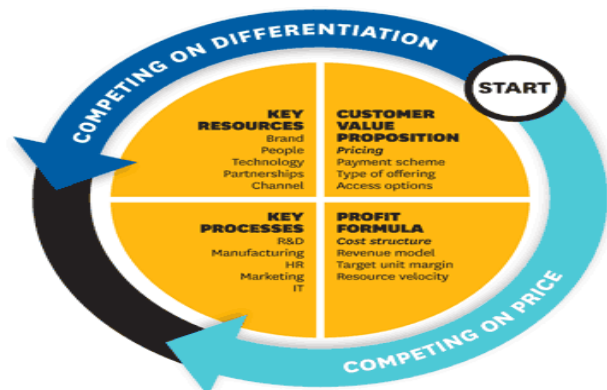 COMPETING ON DIFFERENTIATION
START
KEY
RESOURCES
Brand
People
Technology
Partnerships
Channel
CUSTOMER
VALUE
PROPOSITION
Pricing
Payment scheme
Type of offering
Access options
KEY
PROCESSES
R&D
Manufacturing
HR
Marketing
IT
PROFIT
FORMULA
Cost structure
Revenue model
Target unit margin
Resource velocity
COMPETING ON PRICE